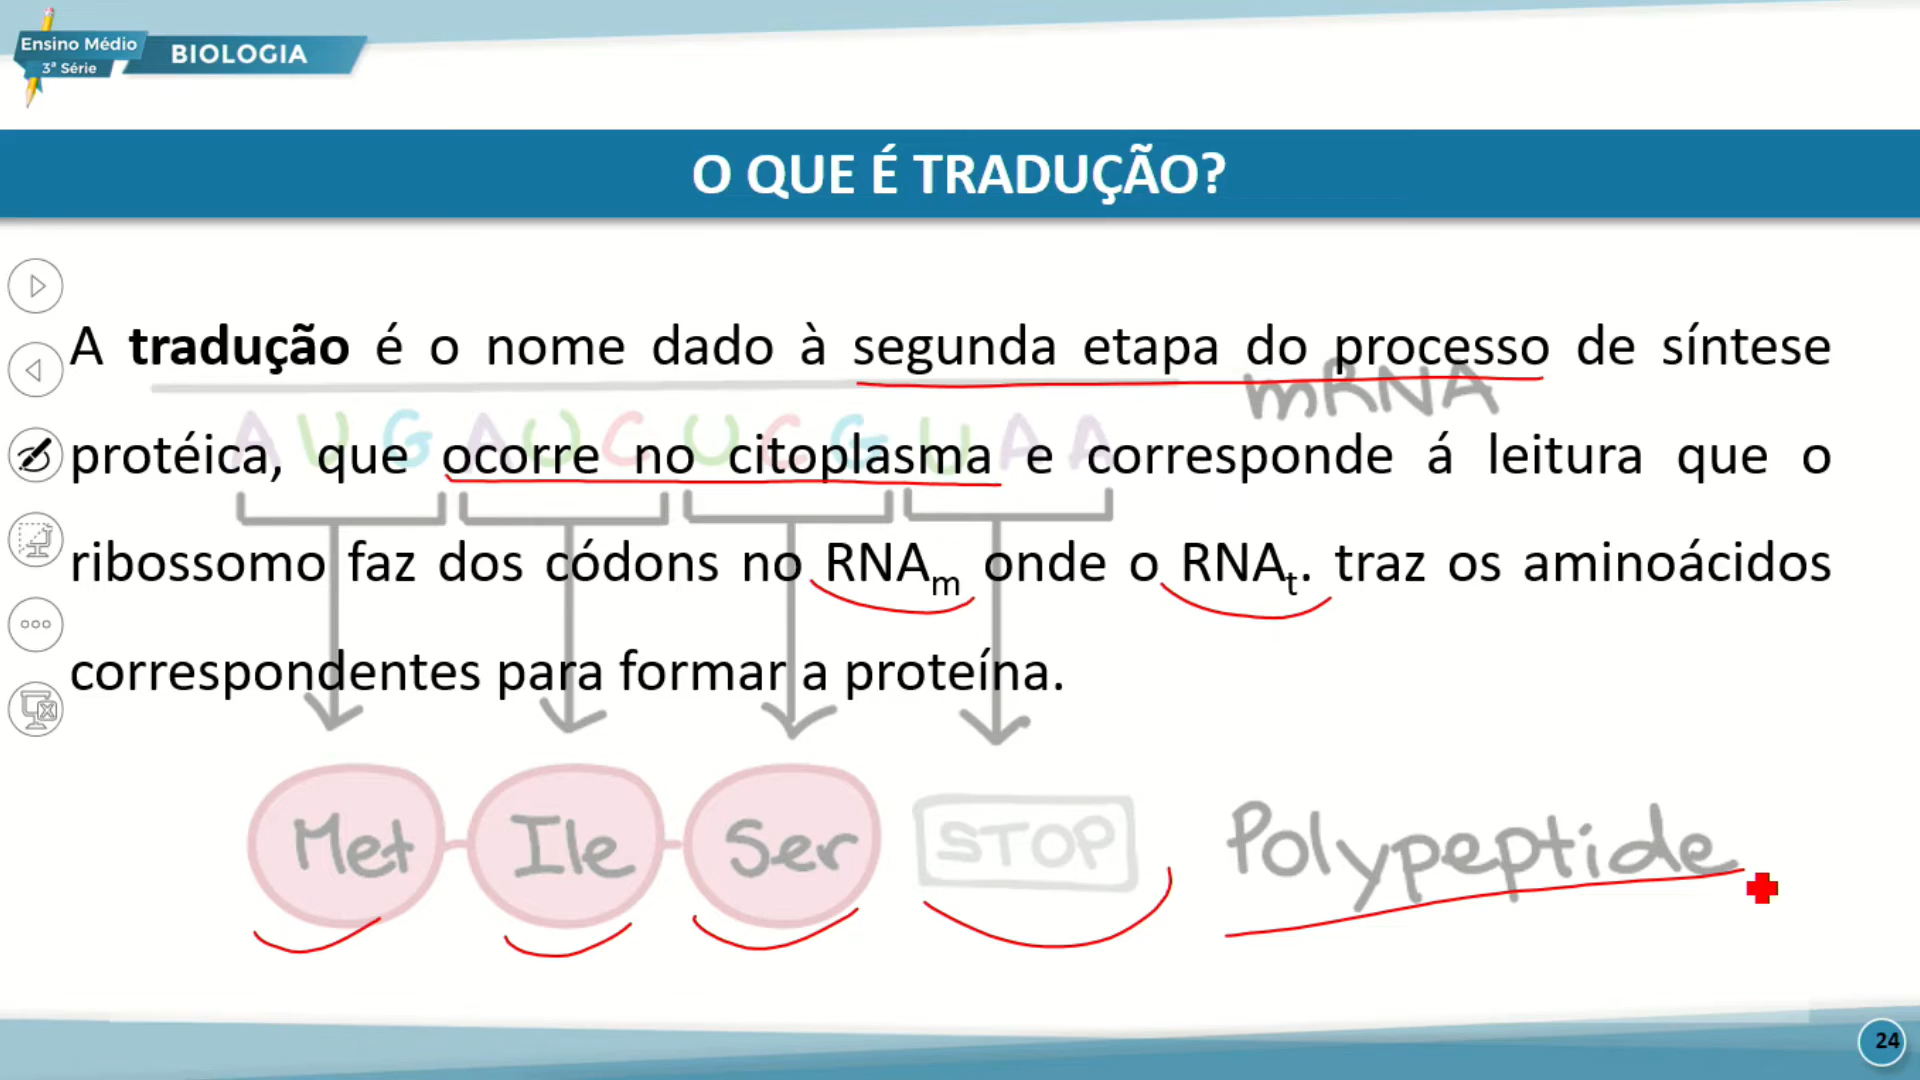 Ensino Médio
3ª Série
BIOLOGIA
O QUE É TRADUÇÃO?
A tradução é o nome dado à segunda etapa do processo de síntese
mRNA
A U G A U C U C G U A A
protéica, que ocorre no citoplasma e corresponde á leitura que o
ribossomo faz dos códons no RNAm onde o RNAt. traz os aminoácidos
correspondentes para formar a proteína.
Met Ile Ser STOP Polypeptide
24